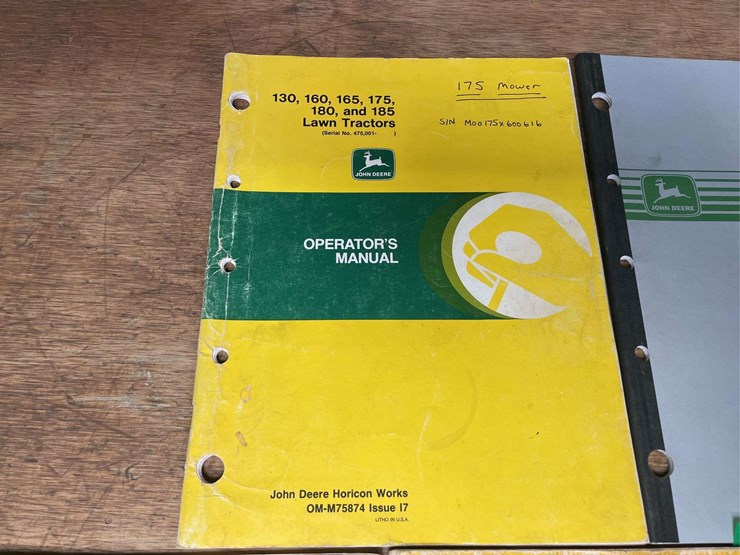 130, 160, 165, 175,
180, and 185
Lawn Tractors
(Serial No. 475,001-      )
JOHN DEERE
175 Mower
S/N M00175X600616
OPERATOR'S
MANUAL
John Deere Horicon Works
OM-M75874 Issue I7
LITHO IN U.S.A.
JOHN DEERE